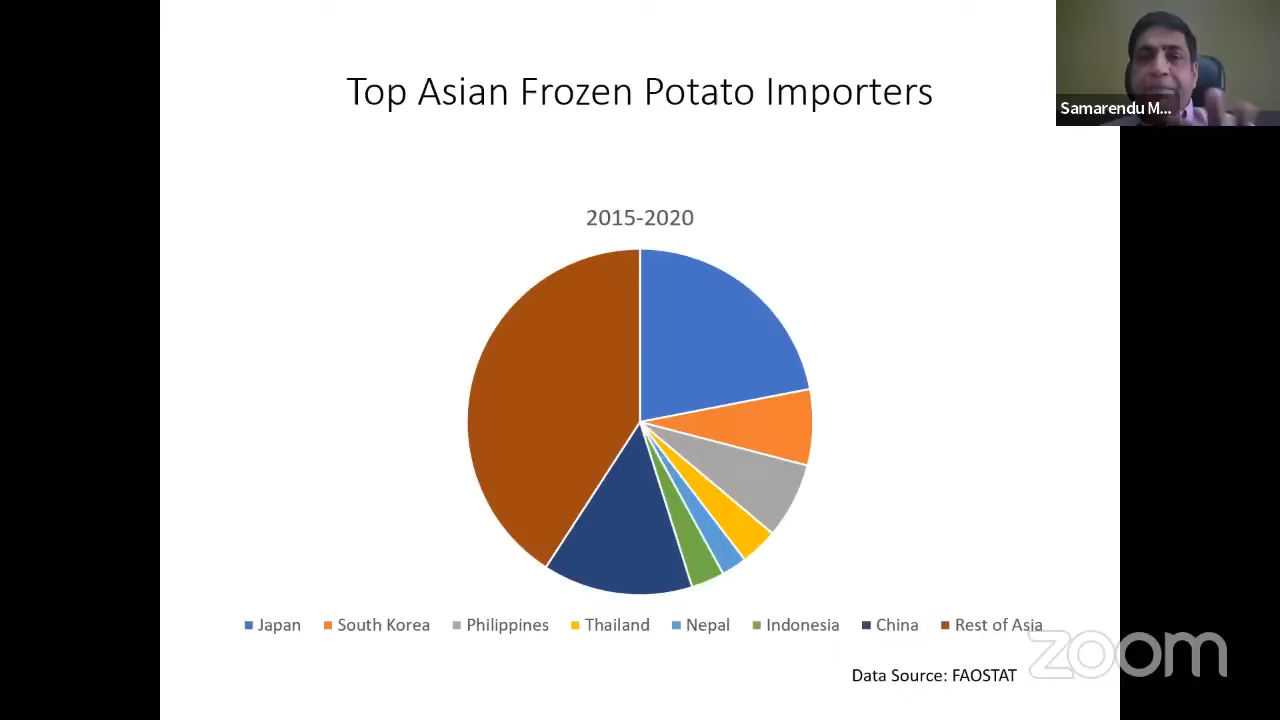 Top Asian Frozen Potato Importers
Samarendu M...
2015-2020
Japan South Korea Philippines Thailand Nepal Indonesia China Rest of Asia
zoom
Data Source: FAOSTAT